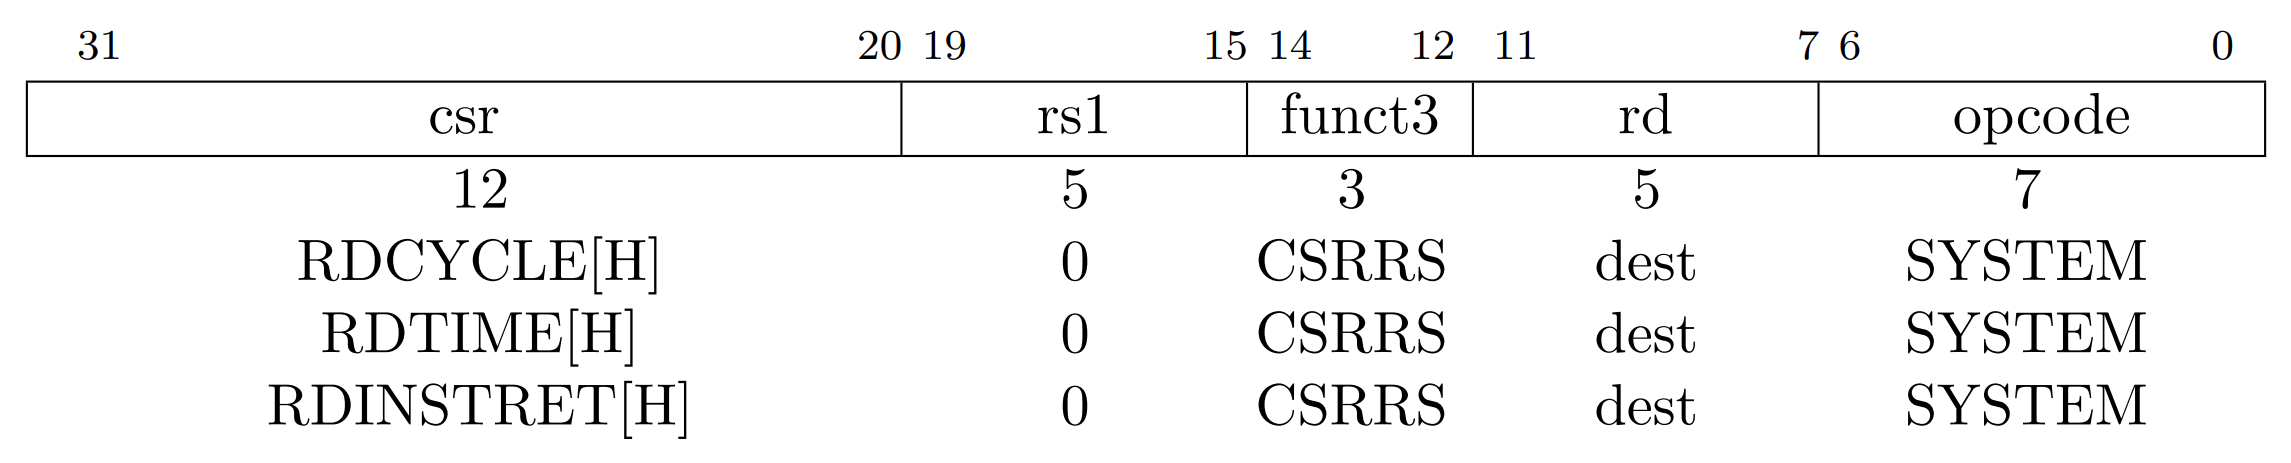 31 20 19 15 14 12 11 7 6 0
csr rs1 funct3 rd opcode
12 5 3 5 7
RDCYCLE[H] 0 CSRRS dest SYSTEM
RDTIME[H] 0 CSRRS dest SYSTEM
RDINSTRET[H] 0 CSRRS dest SYSTEM